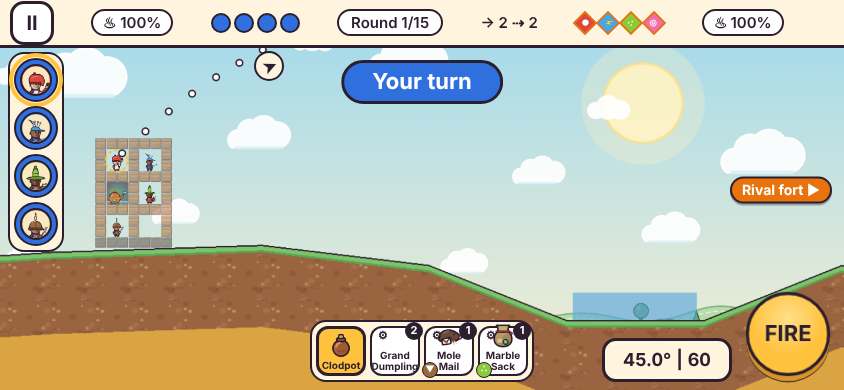 100%
Round 1/15
→ 2 ⇢ 2
100%
Your turn
Rival fort ▶
Clodpot
2
Grand
Dumpling
1
Mole
Mail
1
Marble
Sack
45.0° | 60
FIRE